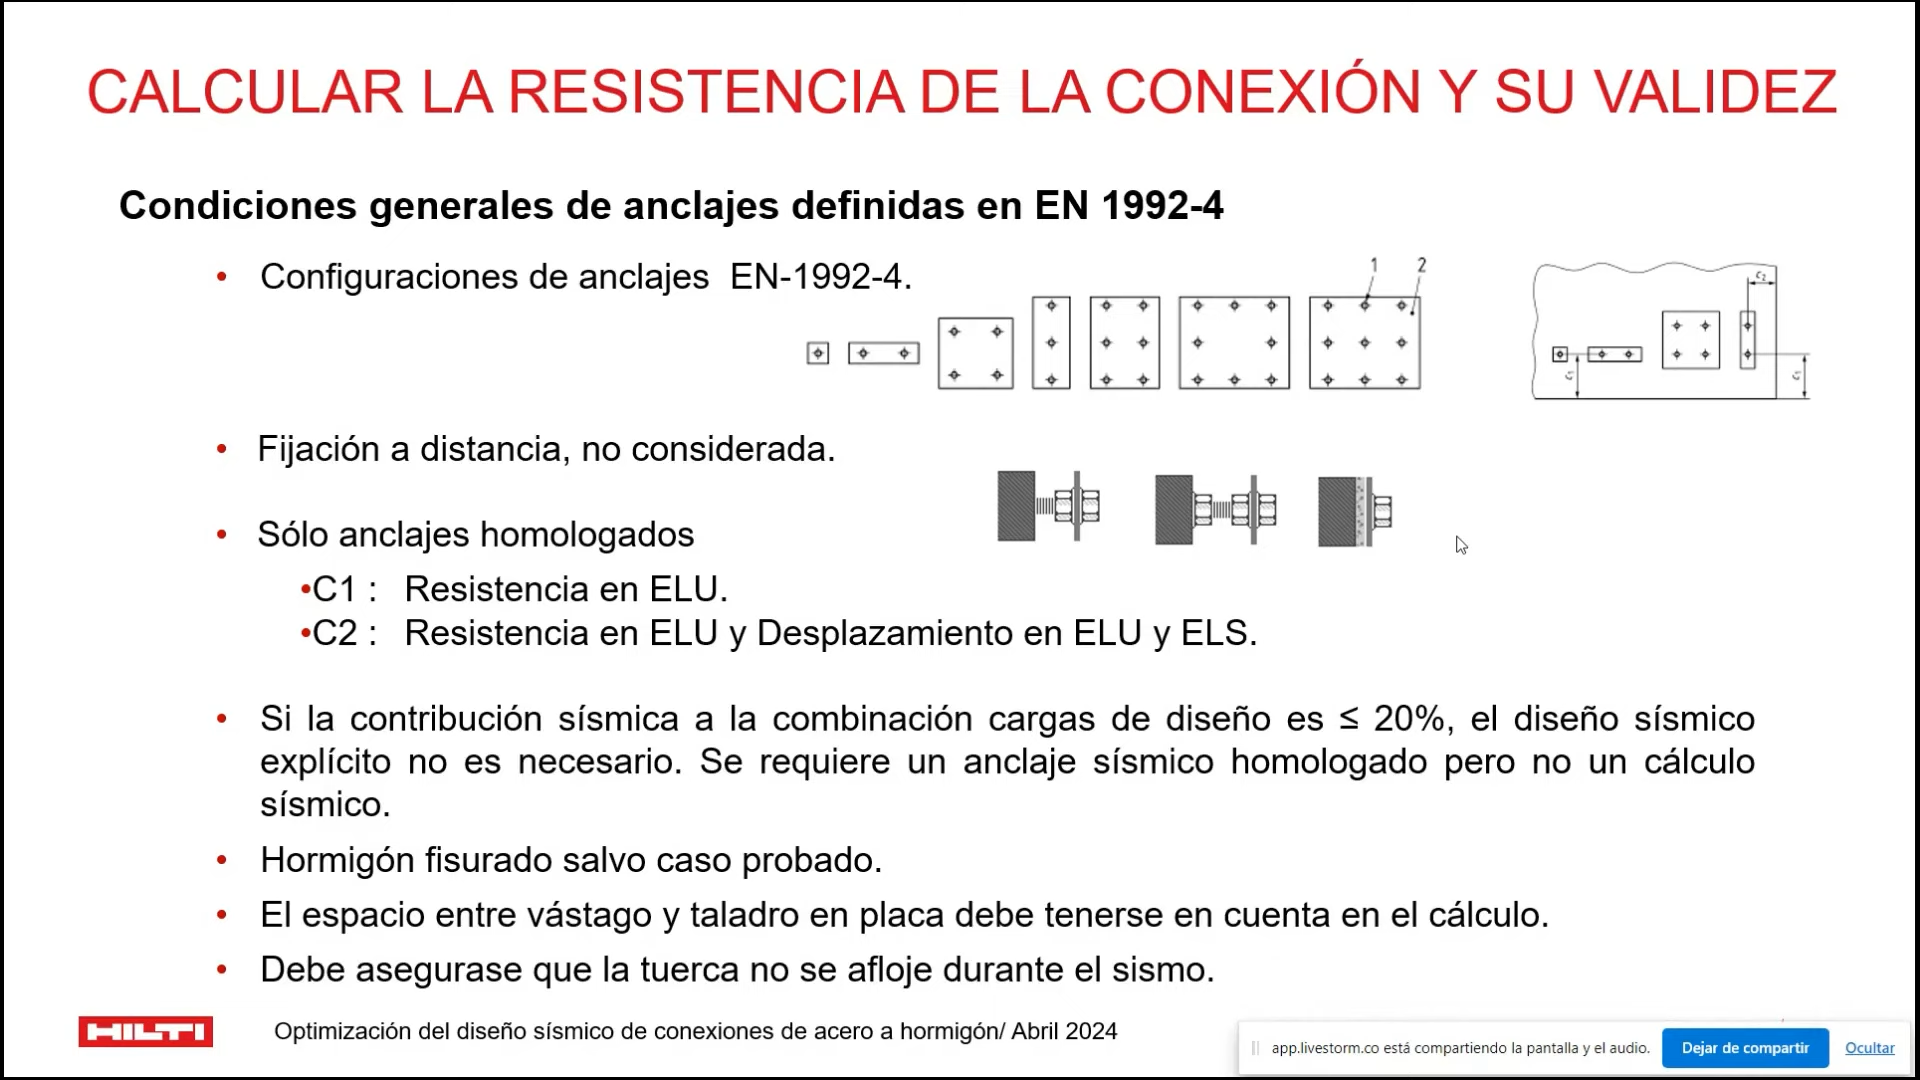 CALCULAR LA RESISTENCIA DE LA CONEXIÓN Y SU VALIDEZ
Condiciones generales de anclajes definidas en EN 1992-4
• Configuraciones de anclajes EN-1992-4.
1 2
c2
c1
c1
• Fijación a distancia, no considerada.
• Sólo anclajes homologados
•C1 : Resistencia en ELU.
•C2 : Resistencia en ELU y Desplazamiento en ELU y ELS.
• Si la contribución sísmica a la combinación cargas de diseño es ≤ 20%, el diseño sísmico
explícito no es necesario. Se requiere un anclaje sísmico homologado pero no un cálculo
sísmico.
• Hormigón fisurado salvo caso probado.
• El espacio entre vástago y taladro en placa debe tenerse en cuenta en el cálculo.
• Debe asegurase que la tuerca no se afloje durante el sismo.
HILTI
Optimización del diseño sísmico de conexiones de acero a hormigón/ Abril 2024
app.livestorm.co está compartiendo la pantalla y el audio.
Dejar de compartir
Ocultar